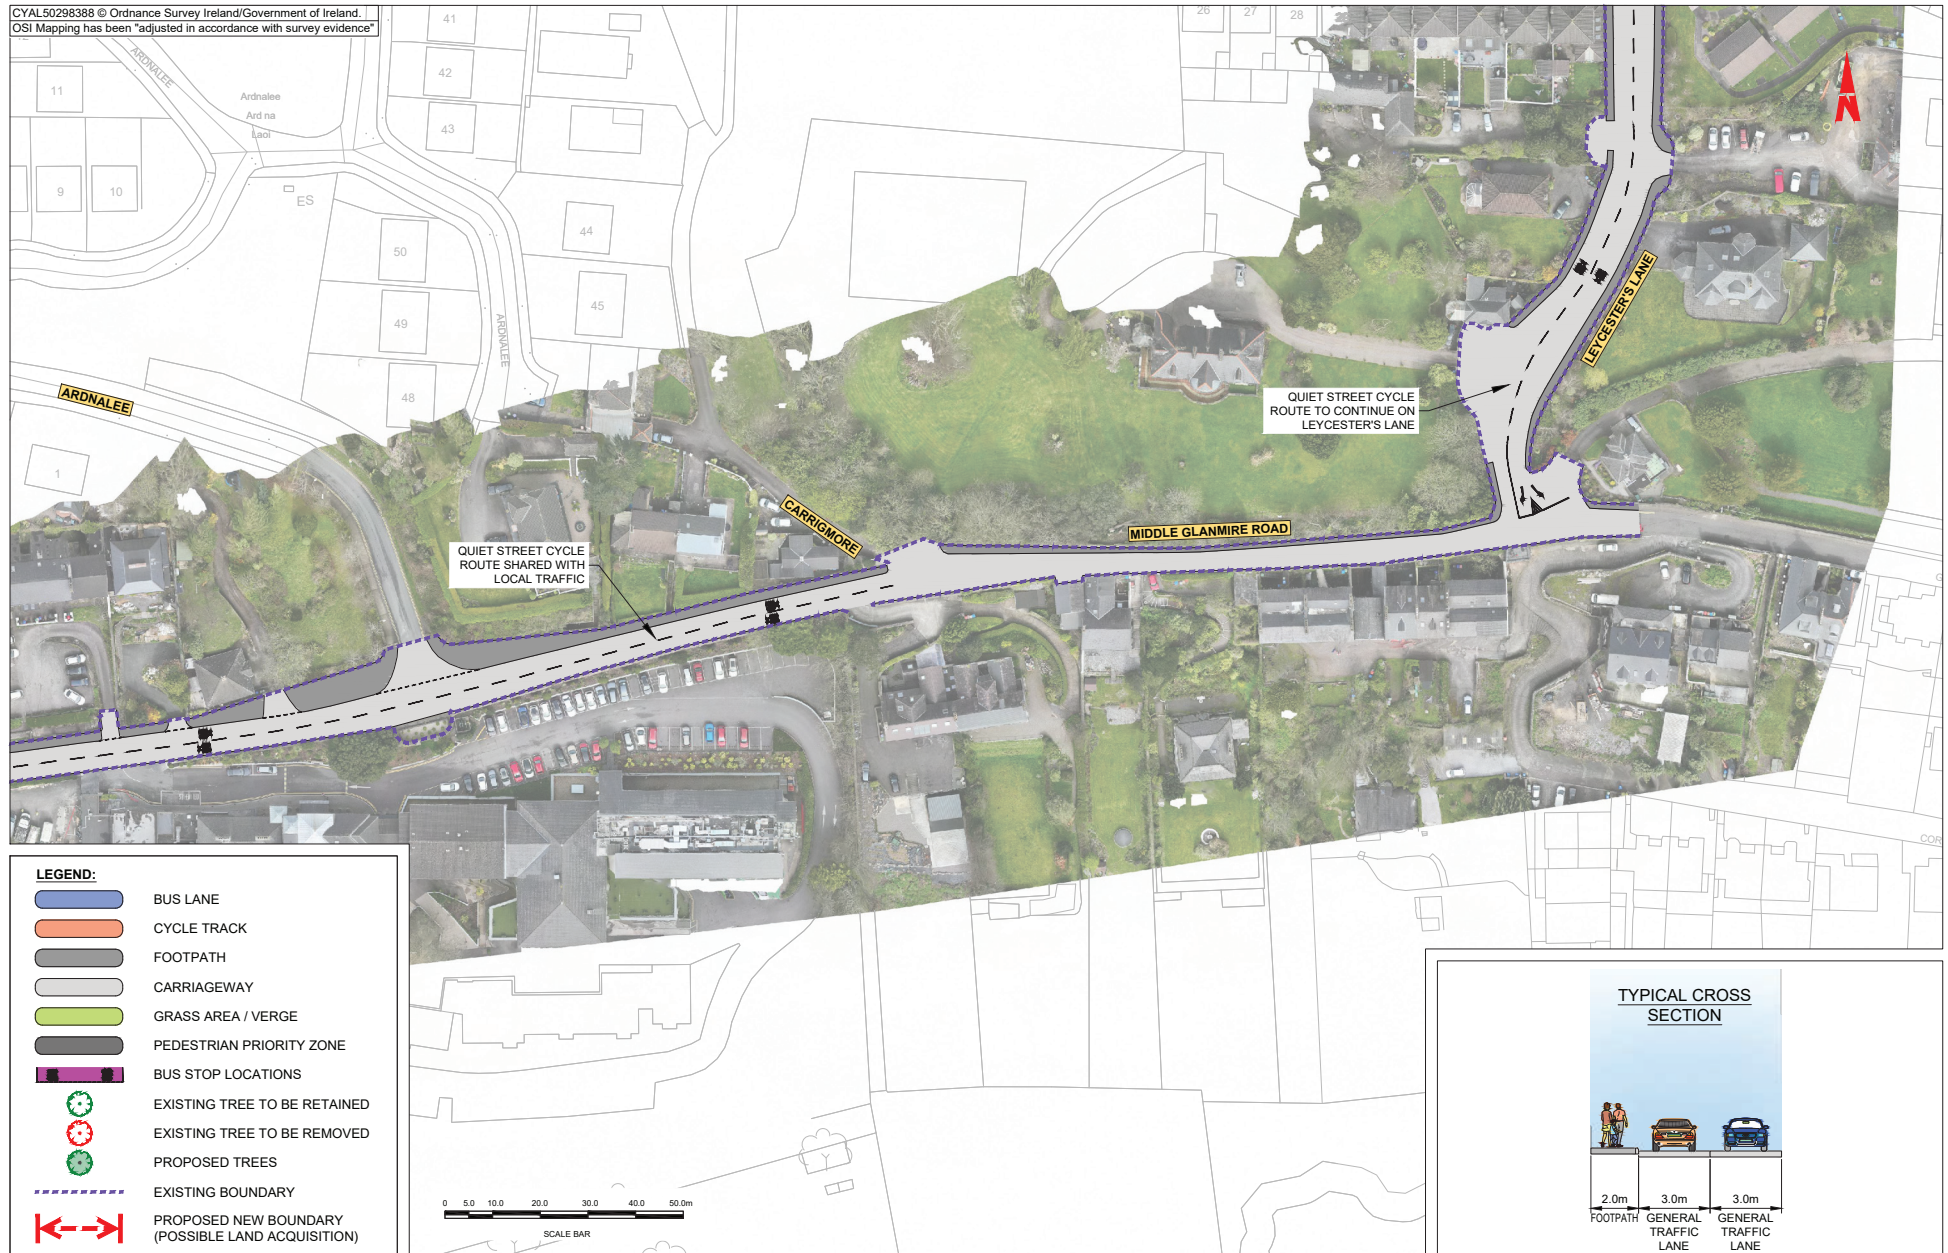 CYAL50298388 © Ordnance Survey Ireland/Government of Ireland.
OSI Mapping has been "adjusted in accordance with survey evidence"
41
42
43
11
9
10
Ardnalee
Ard na
Laoi
ARDNALEE
ES
50
49
48
44
45
ARDNALEE
26
27
28
N
ARDNALEE
1
LEYCESTER'S LANE
QUIET STREET CYCLE
ROUTE TO CONTINUE ON
LEYCESTER'S LANE
CARRIGMORE
MIDDLE GLANMIRE ROAD
QUIET STREET CYCLE
ROUTE SHARED WITH
LOCAL TRAFFIC
G
COR
LEGEND:
BUS LANE
CYCLE TRACK
FOOTPATH
CARRIAGEWAY
GRASS AREA / VERGE
PEDESTRIAN PRIORITY ZONE
BUS STOP LOCATIONS
EXISTING TREE TO BE RETAINED
EXISTING TREE TO BE REMOVED
PROPOSED TREES
EXISTING BOUNDARY
PROPOSED NEW BOUNDARY
(POSSIBLE LAND ACQUISITION)
0 5.0 10.0 20.0 30.0 40.0 50.0m
SCALE BAR
TYPICAL CROSS
SECTION
2.0m 3.0m 3.0m
FOOTPATH GENERAL TRAFFIC LANE GENERAL TRAFFIC LANE